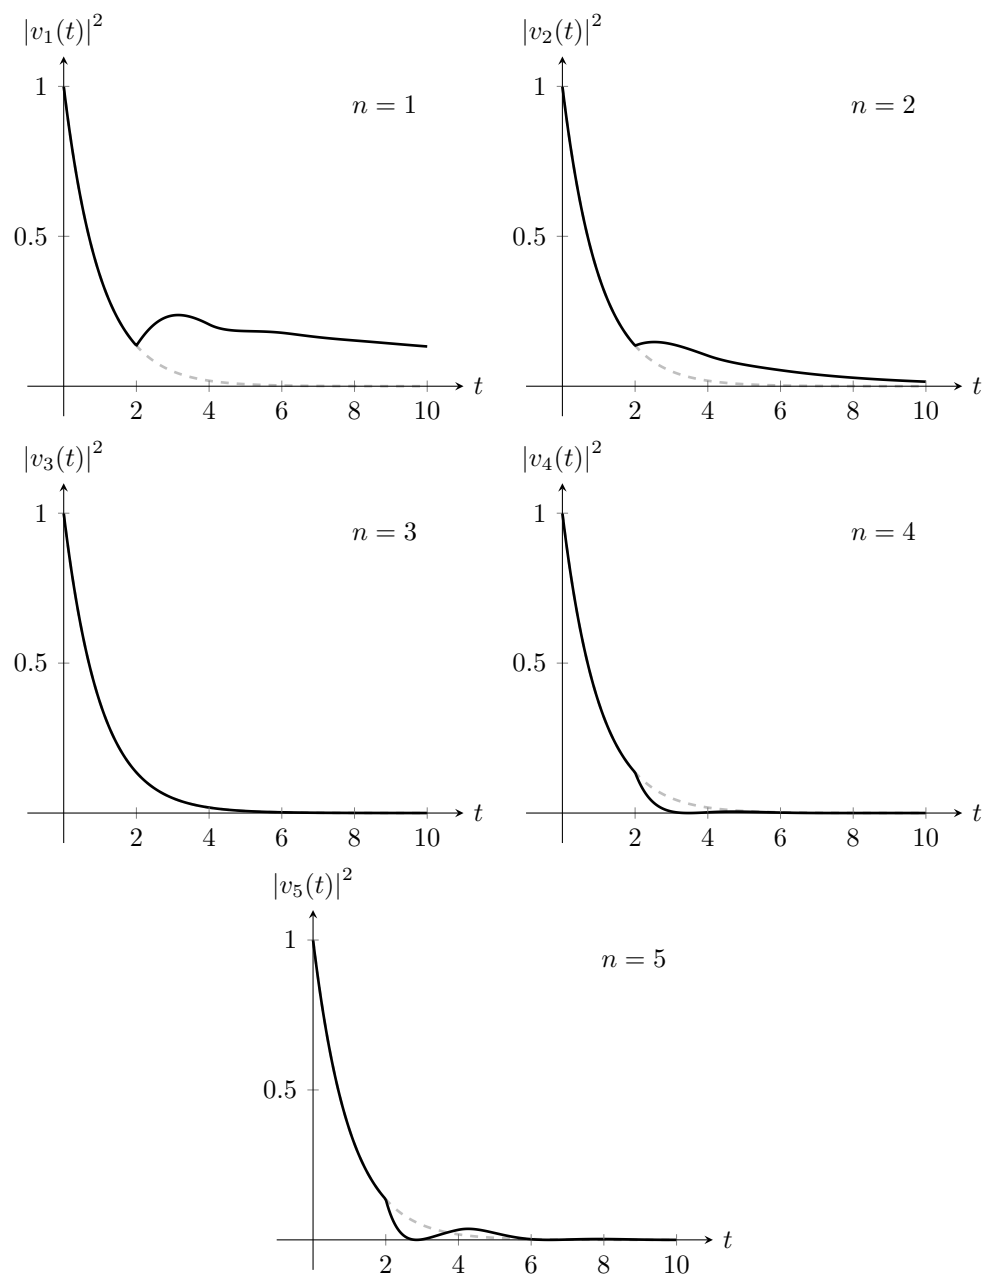 |v₁(t)|² |v₂(t)|²
1 n = 1 1 n = 2
0.5 0.5
2 4 6 8 10 t 2 4 6 8 10 t
|v₃(t)|² |v₄(t)|²
1 n = 3 1 n = 4
0.5 0.5
2 4 6 8 10 t 2 4 6 8 10 t
|v₅(t)|²
1 n = 5
0.5
2 4 6 8 10 t